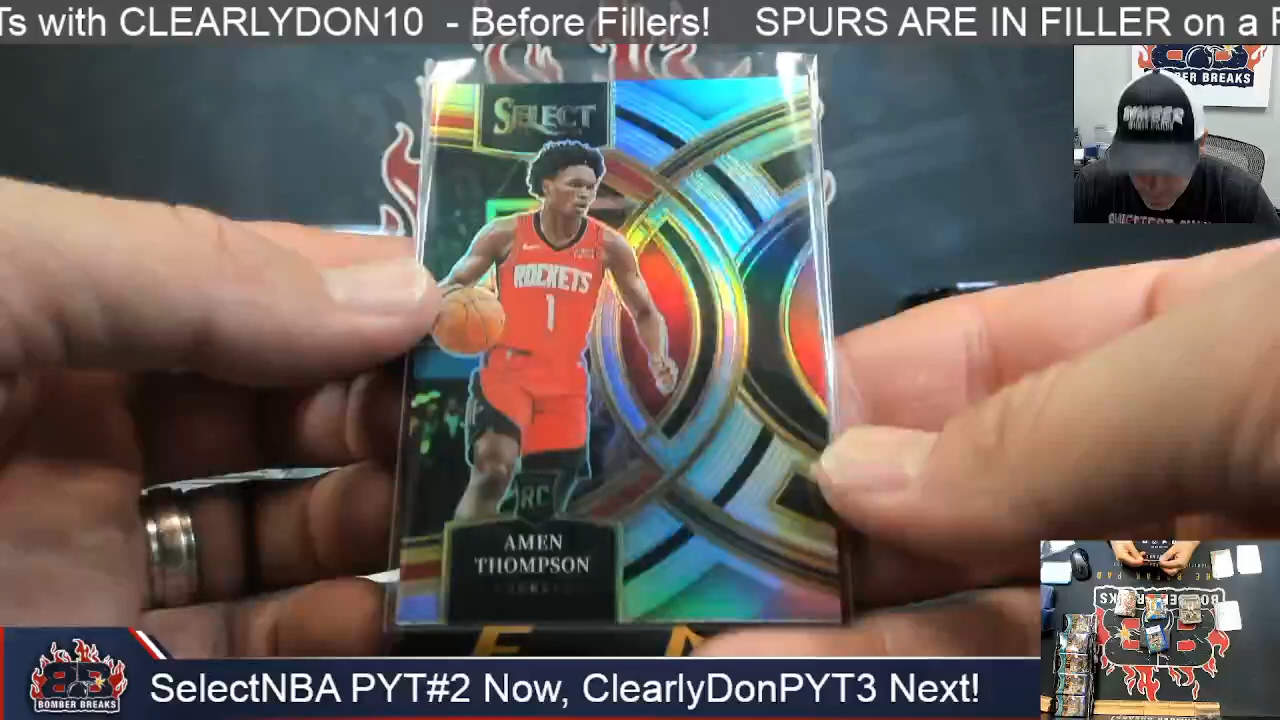 Ts with CLEARLYDON10 - Before Fillers! SPURS ARE IN FILLER on a
BOMBER BREAKS
SELECT
ROCKETS
1
RC
AMEN
THOMPSON
BOMBER BREAKS
SelectNBA PYT#2 Now, ClearlyDonPYT3 Next!